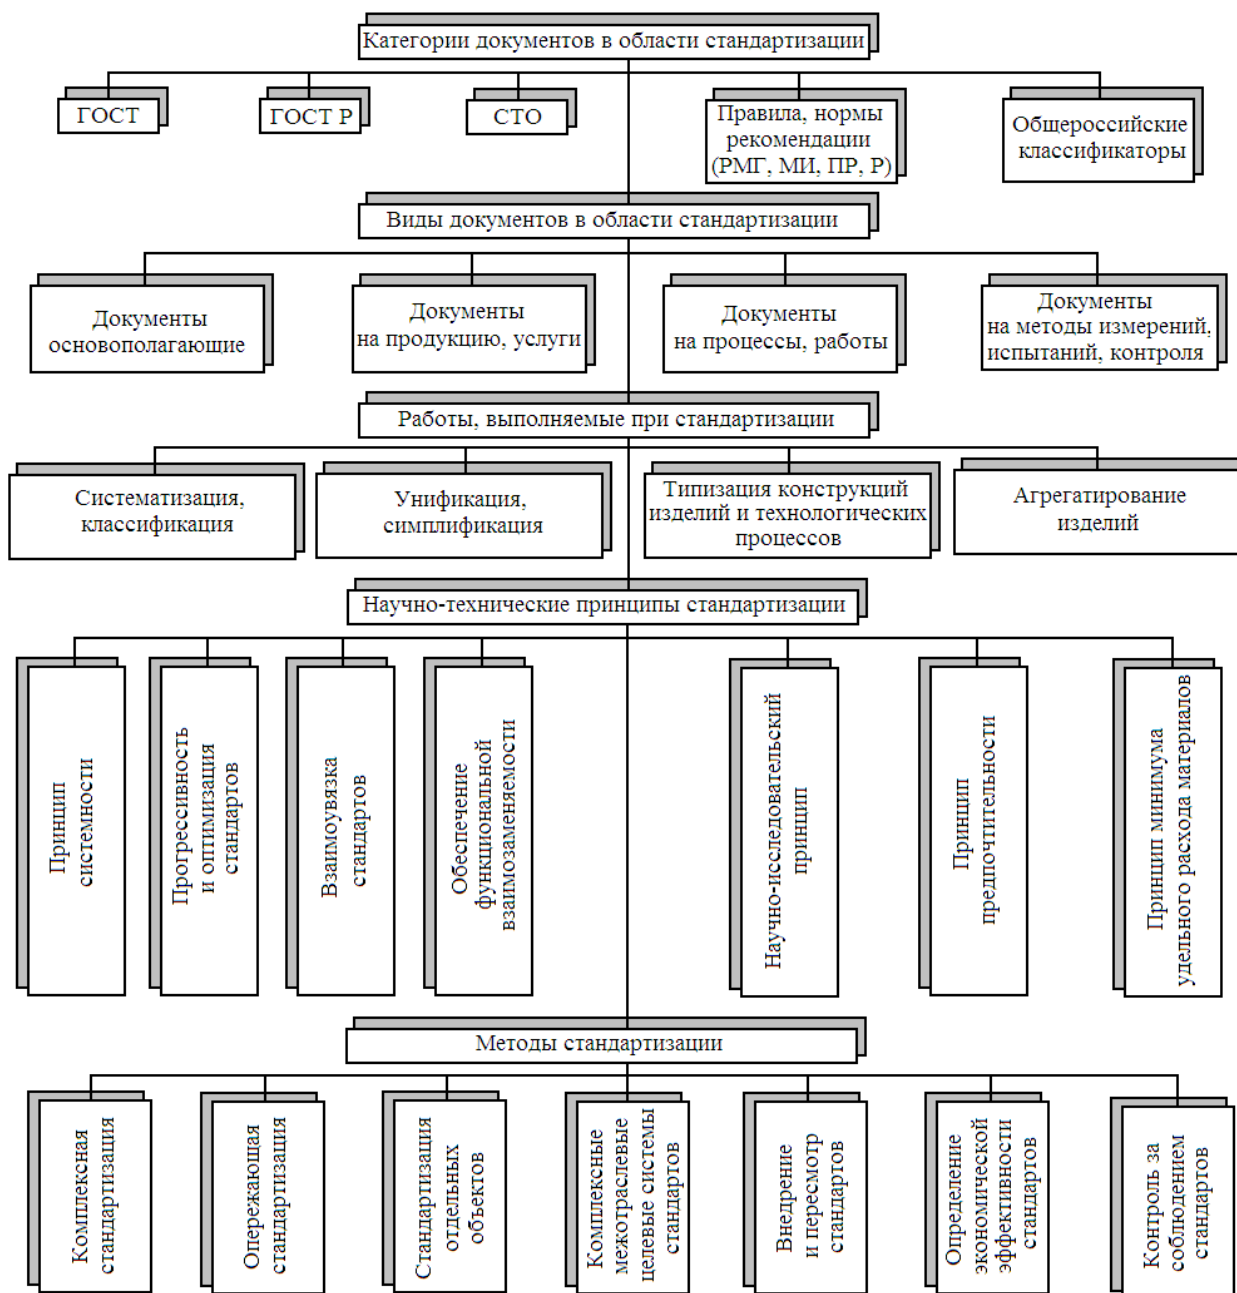 Категории документов в области стандартизации
ГОСТ
ГОСТ Р
СТО
Правила, нормы
рекомендации
(РМГ, МИ, ПР, Р)
Общероссийские
классификаторы
Виды документов в области стандартизации
Документы
основополагающие
Документы
на продукцию, услуги
Документы
на процессы, работы
Документы
на методы измерений,
испытаний, контроля
Работы, выполняемые при стандартизации
Систематизация,
классификация
Унификация,
симплификация
Типизация конструкций
изделий и технологических
процессов
Агрегатирование
изделий
Научно-технические принципы стандартизации
Принцип
системности
Прогрессивность
и оптимизация
стандартов
Взаимоувязка
стандартов
Обеспечение
функциональной
взаимозаменяемости
Научно-исследовательский
принцип
Принцип
предпочтительности
Принцип минимума
удельного расхода материалов
Методы стандартизации
Комплексная
стандартизация
Опережающая
стандартизация
Стандартизация
отдельных
объектов
Комплексные
межотраслевые
целевые системы
стандартов
Внедрение
и пересмотр
стандартов
Определение
экономической
эффективности
стандартов
Контроль за
соблюдением
стандартов